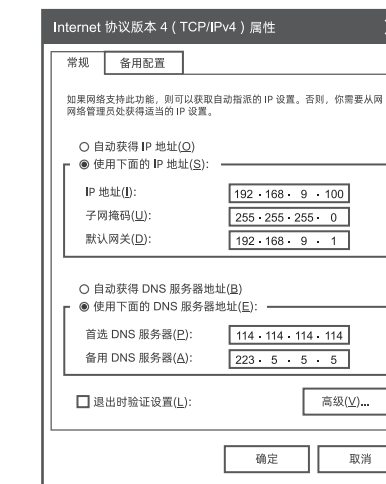 Internet 协议版本 4 ( TCP/IPv4 ) 属性
常规 备用配置
如果网络支持此功能，则可以获取自动指派的 IP 设置。否则，你需要从网
网络管理员处获得适当的 IP 设置。
自动获得 IP 地址(O)
使用下面的 IP 地址(S):
IP 地址(I): 192 . 168 . 9 . 100
子网掩码(U): 255 . 255 . 255 . 0
默认网关(D): 192 . 168 . 9 . 1
自动获得 DNS 服务器地址(B)
使用下面的 DNS 服务器地址(E):
首选 DNS 服务器(P): 114 . 114 . 114 . 114
备用 DNS 服务器(A): 223 . 5 . 5 . 5
退出时验证设置(L): 高级(V)...
确定 取消